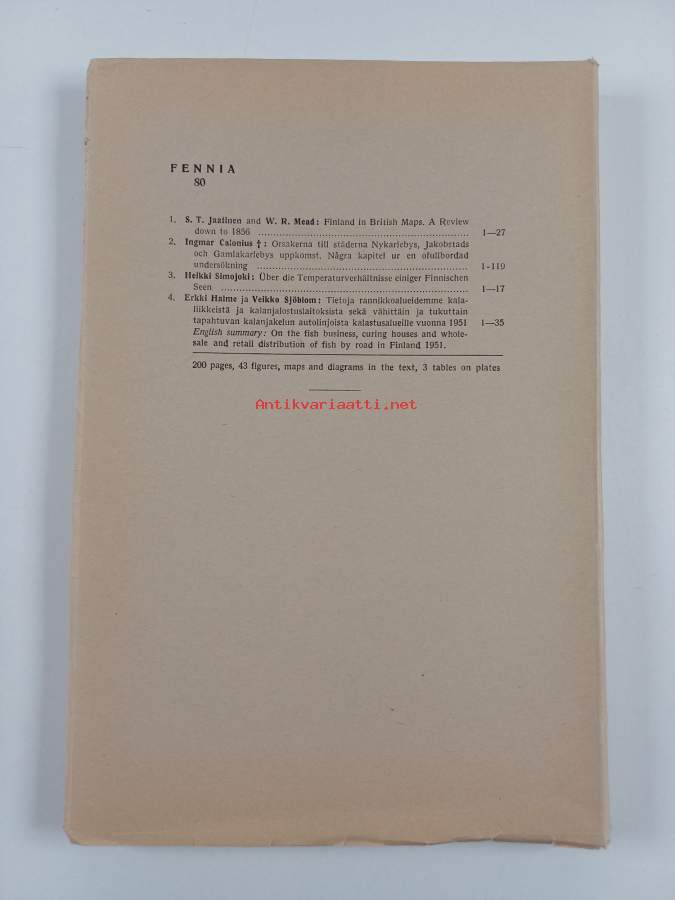 FENNIA
80
1. S. T. Jaatinen and W. R. Mead: Finland in British Maps. A Review
down to 1856 ........ 1—27
2. Ingmar Calonius †: Orsakerna till städerna Nykarlebys, Jakobstads
och Gamlakarlebys uppkomst. Några kapitel ur en ofullbordad
undersökning ........ 1-119
3. Heikki Simojoki: Über die Temperaturverhältnisse einiger Finnischen
Seen ........ 1—17
4. Erkki Halme ja Veikko Sjöblom: Tietoja rannikkoalueidemme kala-
liikkeistä ja kalanjalostuslaitoksista sekä vähittäin ja tukuttain
tapahtuvan kalanjakelun autolinjoista kalastusalueille vuonna 1951 1—35
English summary: On the fish business, curing houses and whole-
sale and retail distribution of fish by road in Finland 1951.
200 pages, 43 figures, maps and diagrams in the text, 3 tables on plates
Antikvariaatti.net